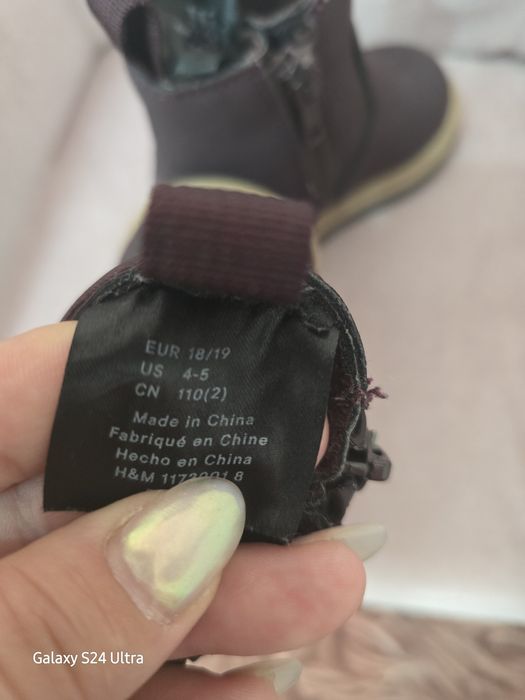 EUR 18/19
US 4-5
CN 110(2)
Made in China
Fabriqué en Chine
Hecho en China
H&M 8
Galaxy S24 Ultra